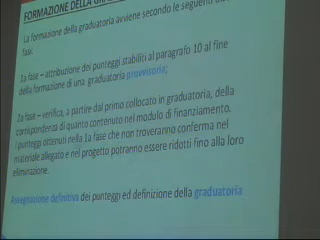 FORMAZIONE DELLA
La formazione della graduatoria avviene secondo le seguenti
fasi:
1a fase – attribuzione dei punteggi stabiliti al paragrafo 10 al fine
della formazione di una graduatoria provvisoria;
2a fase – verifica, a partire dal primo collocato in graduatoria, della
corrispondenza di quanto contenuto nel modulo di finanziamento.
I punteggi ottenuti nella 1a fase che non troveranno conferma nel
materiale allegato e nel progetto potranno essere ridotti fino alla loro
eliminazione.
Assegnazione definitiva dei punteggi ed definizione della graduatoria